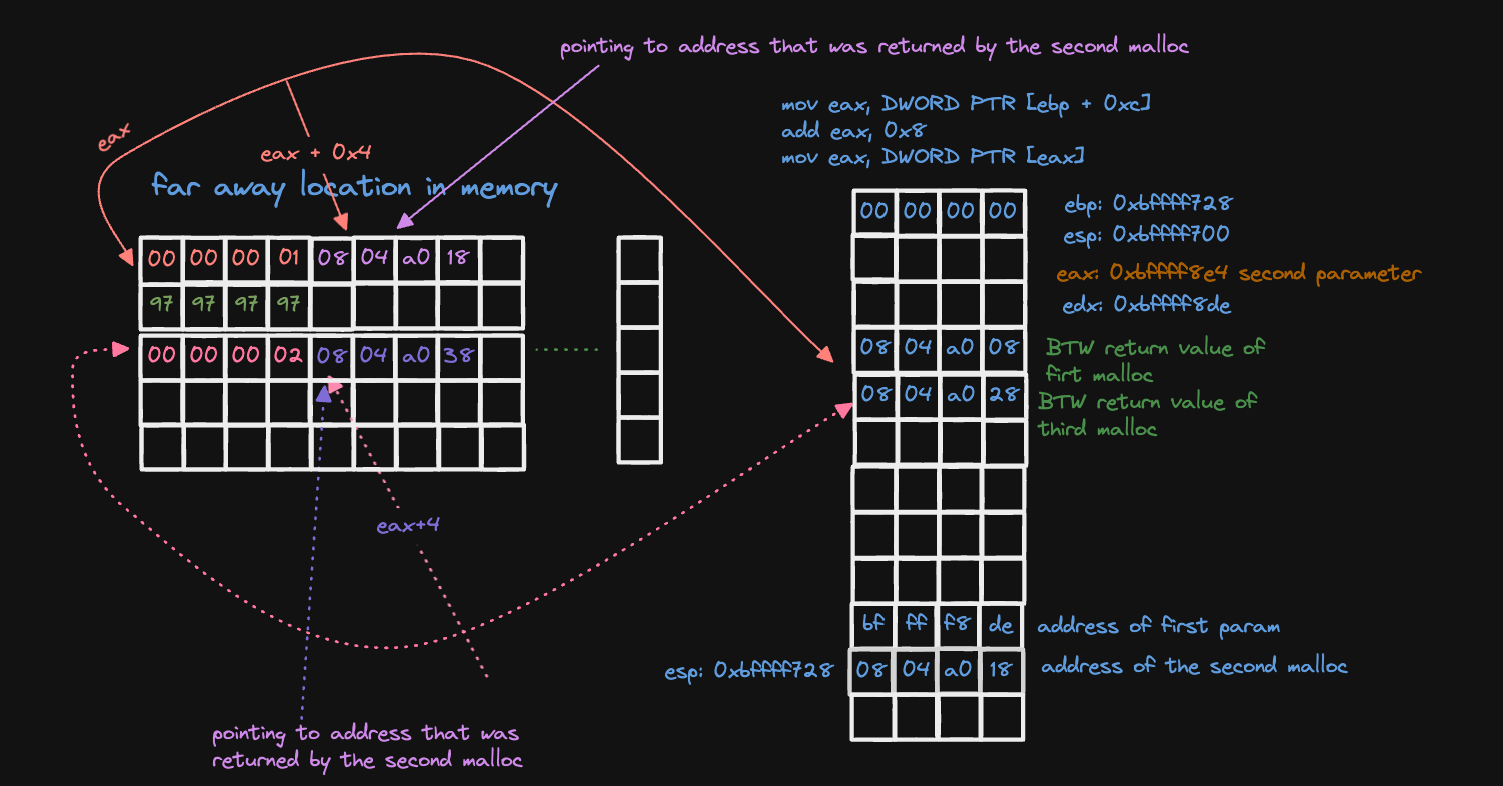 pointing to address that was returned by the second malloc
mov eax, DWORD PTR [ebp + 0xc]
add eax, 0x8
mov eax, DWORD PTR [eax]
eax
eax + 0x4
far away location in memory
00 00 00 01 08 04 a0 18
97 97 97 97
00 00 00 02 08 04 a0 38
eax+4
pointing to address that was
returned by the second malloc
00 00 00 00
ebp: 0xbffff728
esp: 0xbffff700
eax: 0xbffff8e4 second parameter
edx: 0xbffff8de
08 04 a0 08
BTW return value of
firt malloc
08 04 a0 28
BTW return value of
third malloc
bf ff f8 de
address of first param
esp: 0xbffff728
08 04 a0 18
address of the second malloc